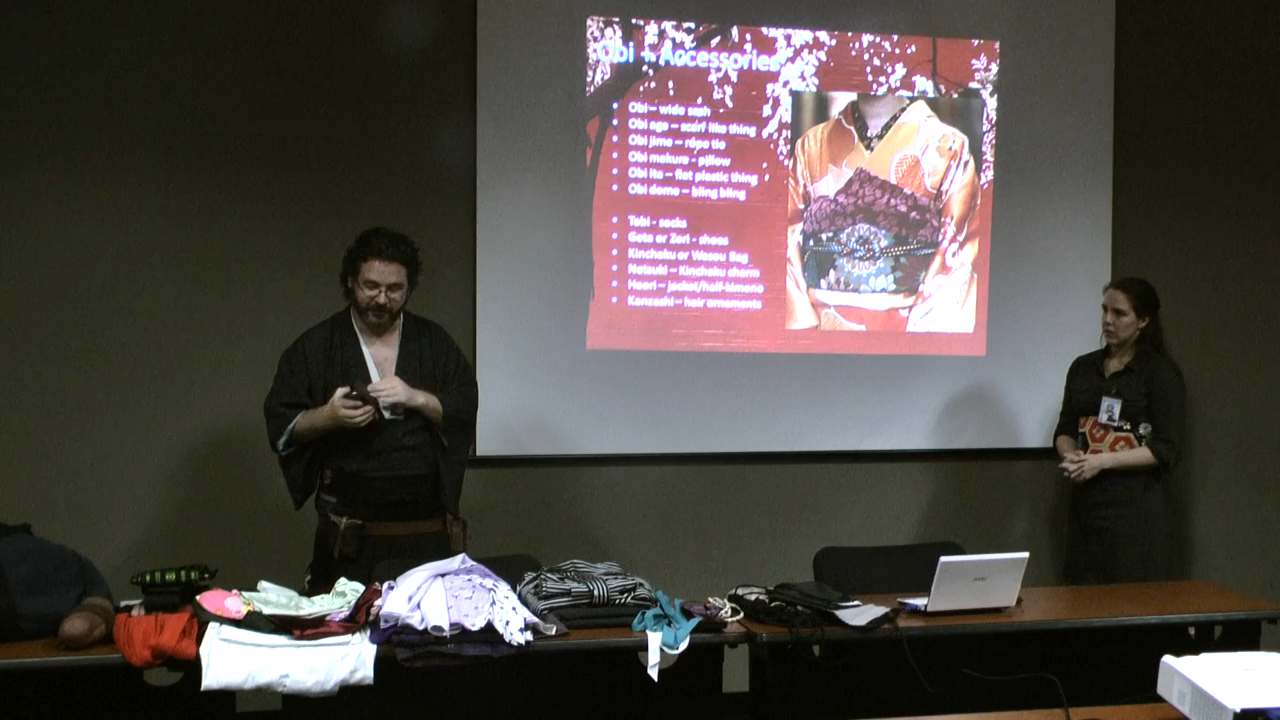 Obi + Accessories
Obi – wide sash
Obi age – scarf like thing
Obi jime – rope tie
Obi makura - pillow
Obi ita – flat plastic thing
Obi dome – bling bling
Tabi - socks
Geta or Zori - shoes
Kinchaku or Wasou Bag
Netsuki – Kinchaku charm
Haori – jacket/half-kimono
Kanzashi – hair ornaments